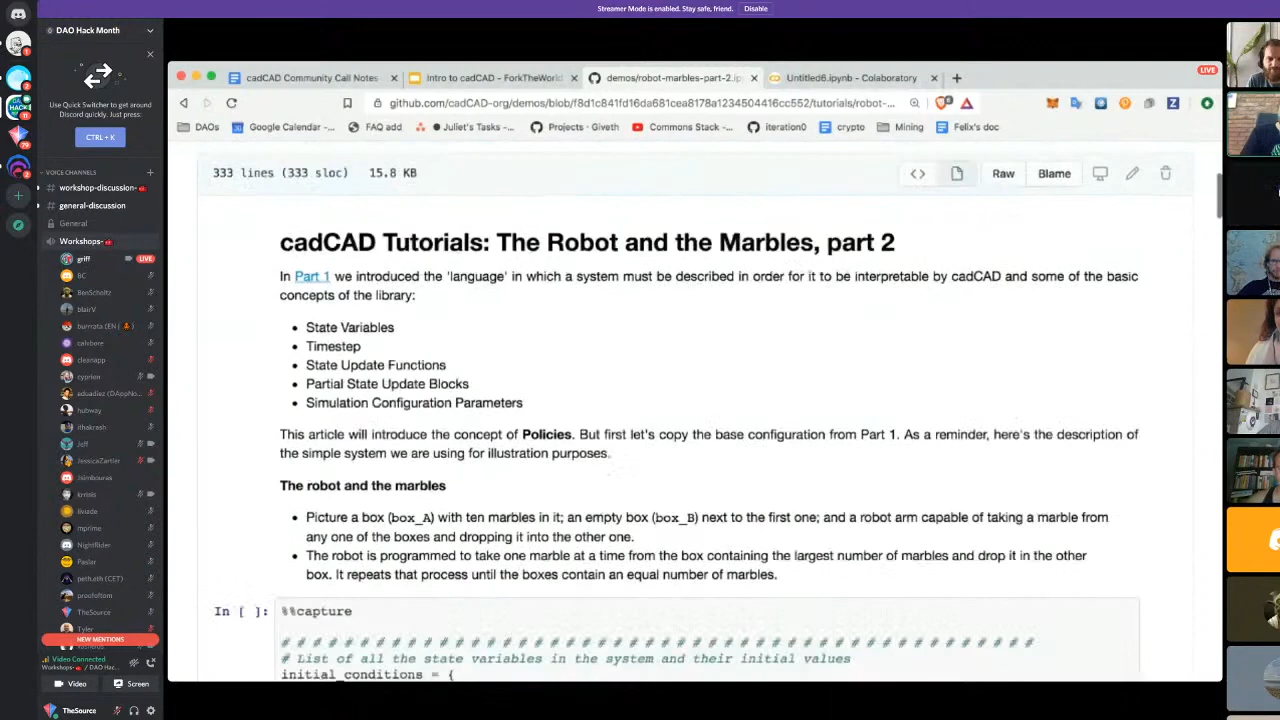 Streamer Mode is enabled. Stay safe, friend.
Disable
DAO Hack Month
Use Quick Switcher to get around
Discord quickly. Just press:
CTRL + K
VOICE CHANNELS
# workshop-discussion-
# general-discussion
General
Workshops-
griff
LIVE
BC
BenScholtz
blairV
burrrata (EN |
calvbore
cleanapp
cyprien
eduadiez (DAppNo...
hubway
ithakrash
Jeff
JessicaZartler
Jsimbouras
krrisis
liviade
mprime
NightRider
Paslar
peth.eth (CET)
proofoftom
TheSource
Tyler
NEW MENTIONS
Video Connected
Workshops- / DAO Hac...
Video
Screen
TheSource
cadCAD Community Call Notes
Intro to cadCAD - ForkTheWorld
demos/robot-marbles-part-2.ip
Untitled6.ipynb - Colaboratory
LIVE
github.com/cadCAD-org/demos/blob/f8d1c841fd16da681cea8178a1234504416cc552/tutorials/robot-...
DAOs
Google Calendar -...
FAQ add
Juliet's Tasks -...
Projects · Giveth
Commons Stack -...
iteration0
crypto
Mining
Felix's doc
333 lines (333 sloc) 15.8 KB
<>
Raw
Blame
cadCAD Tutorials: The Robot and the Marbles, part 2
In Part 1 we introduced the 'language' in which a system must be described in order for it to be interpretable by cadCAD and some of the basic
concepts of the library:
• State Variables
• Timestep
• State Update Functions
• Partial State Update Blocks
• Simulation Configuration Parameters
This article will introduce the concept of Policies. But first let's copy the base configuration from Part 1. As a reminder, here's the description of
the simple system we are using for illustration purposes.
The robot and the marbles
• Picture a box (box_A) with ten marbles in it; an empty box (box_B) next to the first one; and a robot arm capable of taking a marble from
any one of the boxes and dropping it into the other one.
• The robot is programmed to take one marble at a time from the box containing the largest number of marbles and drop it in the other
box. It repeats that process until the boxes contain an equal number of marbles.
In [ ]:
%%capture
# # # # # # # # # # # # # # # # # # # # # # # # # # # # # # # # # # # # # # # # # #
# List of all the state variables in the system and their initial values
initial_conditions = {